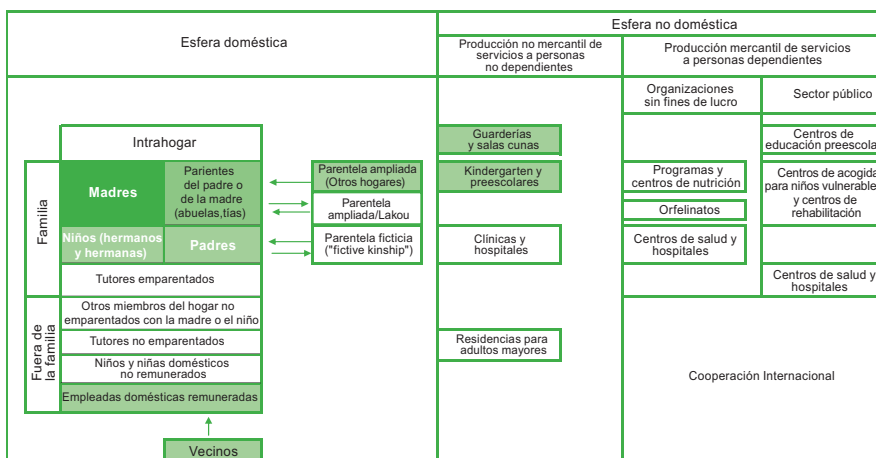 Esfera doméstica
Esfera no doméstica
Producción no mercantil de
servicios a personas
no dependientes
Producción mercantil de servicios
a personas dependientes
Organizaciones
sin fines de lucro
Sector público
Intrahogar
Familia
Madres
Parientes
del padre o
de la madre
(abuelas,tías)
Niños (hermanos
y hermanas)
Padres
Tutores emparentados
Fuera de
la familia
Otros miembros del hogar no
emparentados con la madre o el niño
Tutores no emparentados
Niños y niñas domésticos
no remunerados
Empleadas domésticas remuneradas
Vecinos
Parentela ampliada
(Otros hogares)
Parentela
ampliada/Lakou
Parentela ficticia
("fictive kinship")
Guarderías
y salas cunas
Kindergarten y
preescolares
Clínicas y
hospitales
Residencias para
adultos mayores
Programas y
centros de nutrición
Orfelinatos
Centros de salud y
hospitales
Centros de
educación preescola
Centros de acogida
para niños vulnerable
y centros de
rehabilitación
Centros de salud y
hospitales
Cooperación Internacional